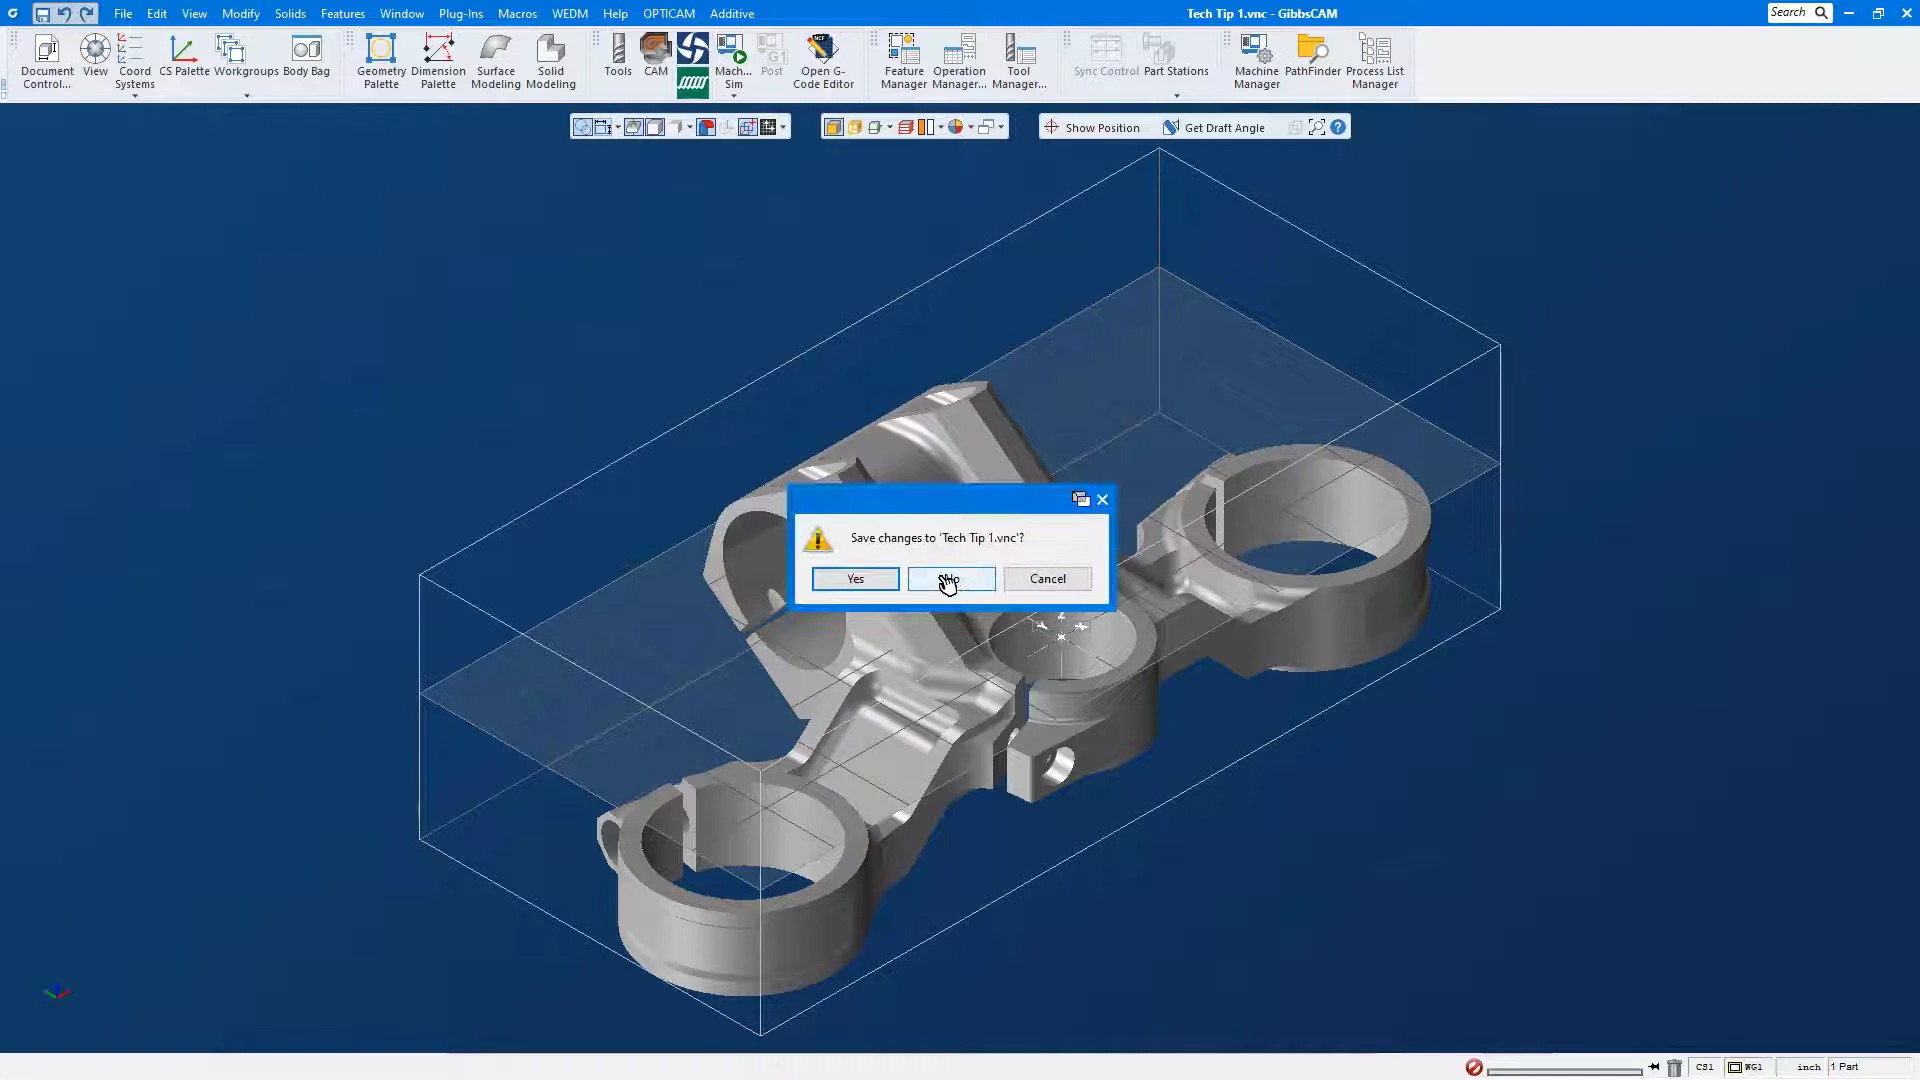 File Edit View Modify Solids Features Window Plug-Ins Macros WEDM Help OPTICAM Additive
Tech Tip 1.vnc - GibbsCAM
Search
Document Control...
View
Coord Systems
CS Palette
Workgroups
Body Bag
Geometry Palette
Dimension Palette
Surface Modeling
Solid Modeling
Tools
CAM
Mach... Sim
Post
Open G-Code Editor
Feature Manager
Operation Manager...
Tool Manager...
Sync Control
Part Stations
Machine Manager
PathFinder
Process List Manager
Show Position
Get Draft Angle
Save changes to 'Tech Tip 1.vnc'?
Yes
Cancel
CS1 WG1 inch 1 Part